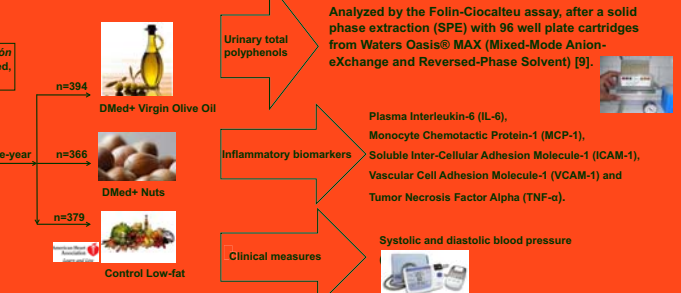 Analyzed by the Folin-Ciocalteu assay, after a solid
phase extraction (SPE) with 96 well plate cartridges
from Waters Oasis® MAX (Mixed-Mode Anion-
eXchange and Reversed-Phase Solvent) [9].
Urinary total
polyphenols
ón
ed,
n=394
DMed+ Virgin Olive Oil
Plasma Interleukin-6 (IL-6),
Monocyte Chemotactic Protein-1 (MCP-1),
Soluble Inter-Cellular Adhesion Molecule-1 (ICAM-1),
Vascular Cell Adhesion Molecule-1 (VCAM-1) and
Tumor Necrosis Factor Alpha (TNF-α).
Inflammatory biomarkers
e-year
n=366
DMed+ Nuts
n=379
American Heart
Association
Control Low-fat
Clinical measures
Systolic and diastolic blood pressure